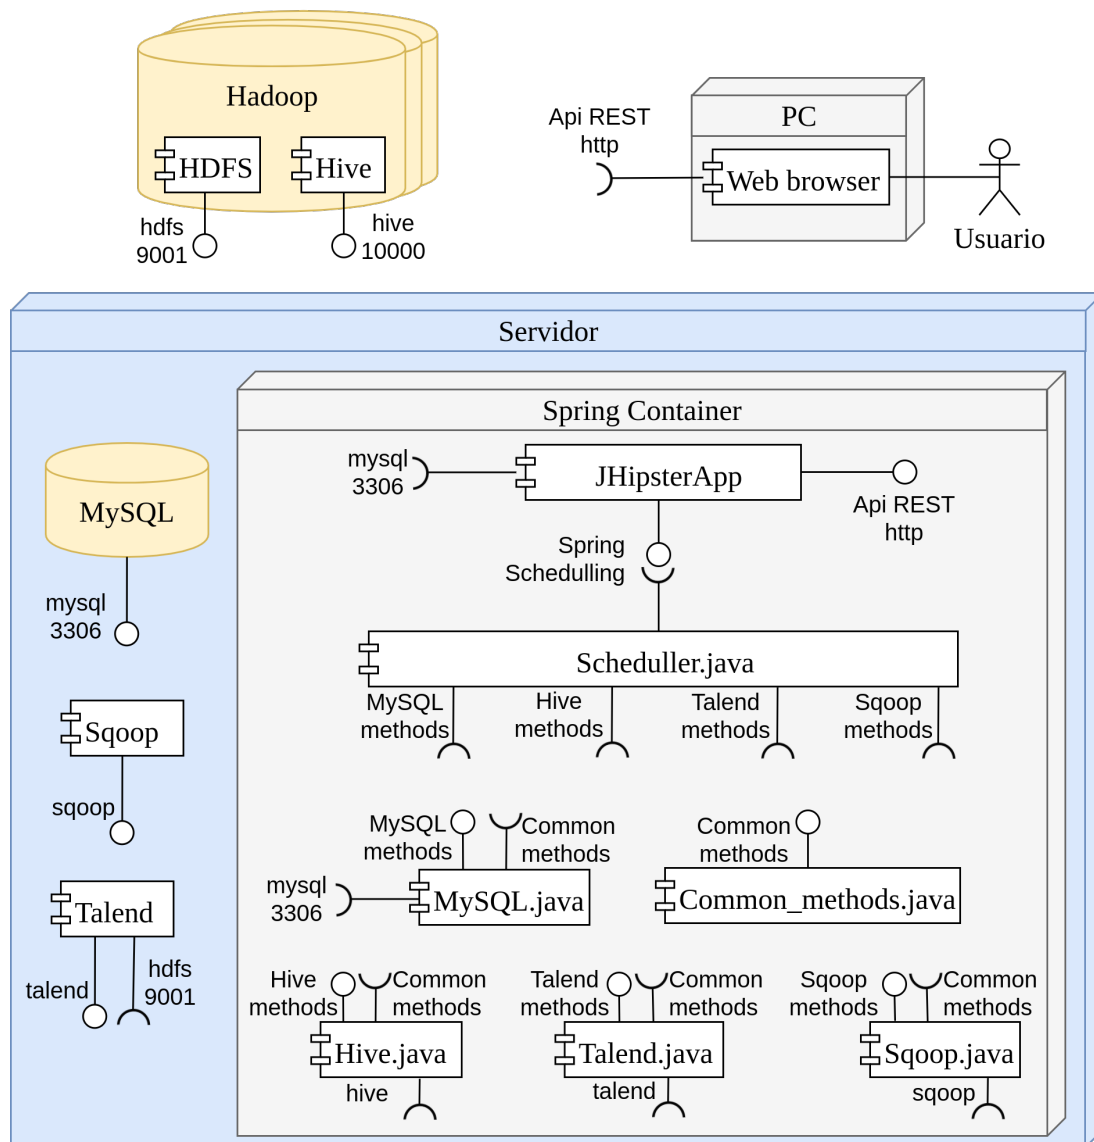 Hadoop
HDFS
Hive
hdfs
9001
hive
10000
Api REST
http
PC
Web browser
Usuario
Servidor
Spring Container
MySQL
mysql
3306
Sqoop
sqoop
Talend
talend
hdfs
9001
mysql
3306
JHipsterApp
Api REST
http
Spring
Schedulling
Scheduller.java
MySQL
methods
Hive
methods
Talend
methods
Sqoop
methods
MySQL
methods
Common
methods
mysql
3306
MySQL.java
Common
methods
Common_methods.java
Hive
methods
Common
methods
Hive.java
hive
Talend
methods
Common
methods
Talend.java
talend
Sqoop
methods
Common
methods
Sqoop.java
sqoop